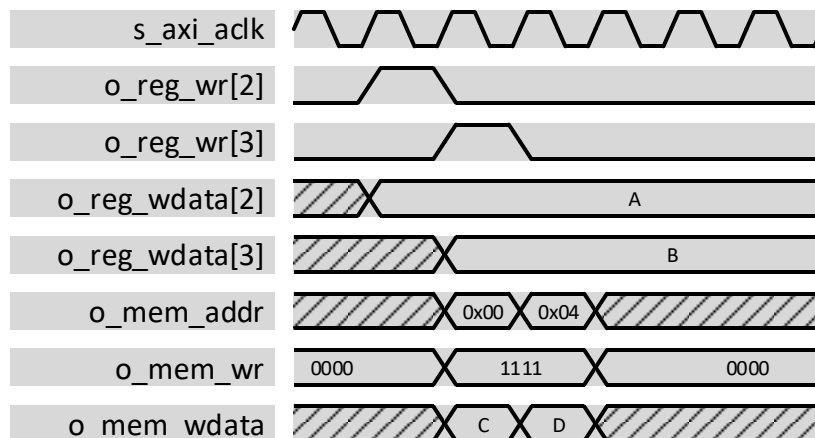 s_axi_aclk
o_reg_wr[2]
o_reg_wr[3]
o_reg_wdata[2] A
o_reg_wdata[3] B
o_mem_addr 0x00 0x04
o_mem_wr 0000 1111 0000
o_mem_wdata C D